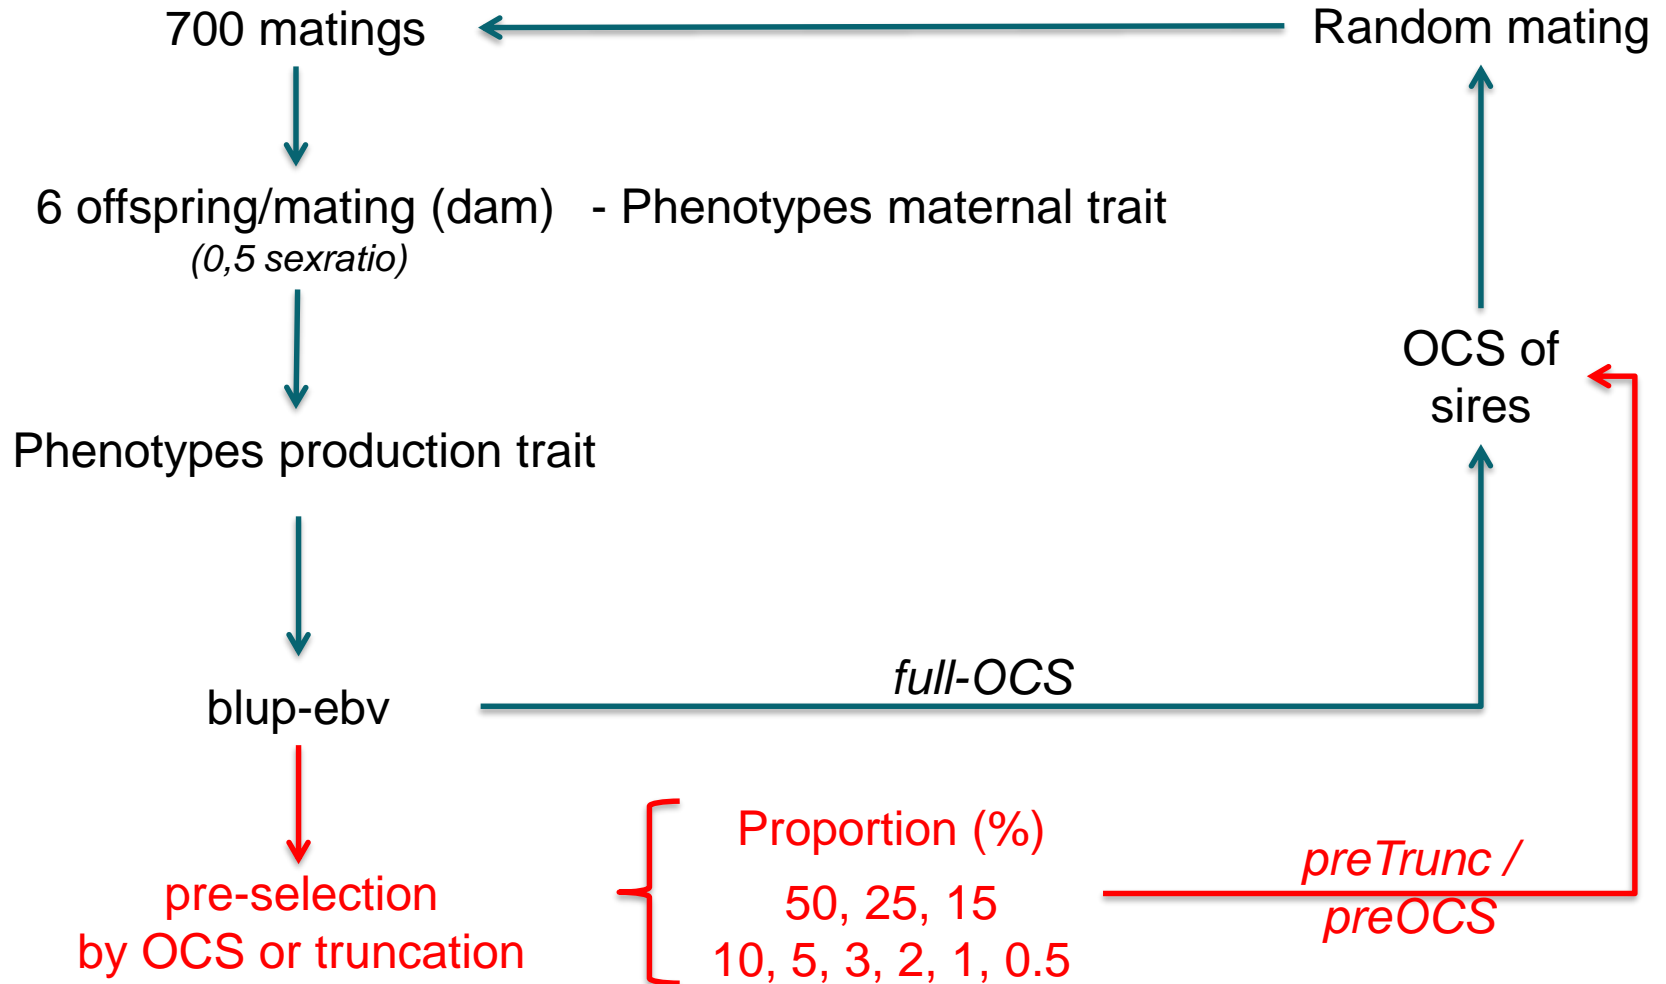 700 matings
Random mating
6 offspring/mating (dam) - Phenotypes maternal trait
(0,5 sexratio)
OCS of
sires
Phenotypes production trait
full-OCS
blup-ebv
pre-selection
by OCS or truncation
Proportion (%)
50, 25, 15
10, 5, 3, 2, 1, 0.5
preTrunc /
preOCS